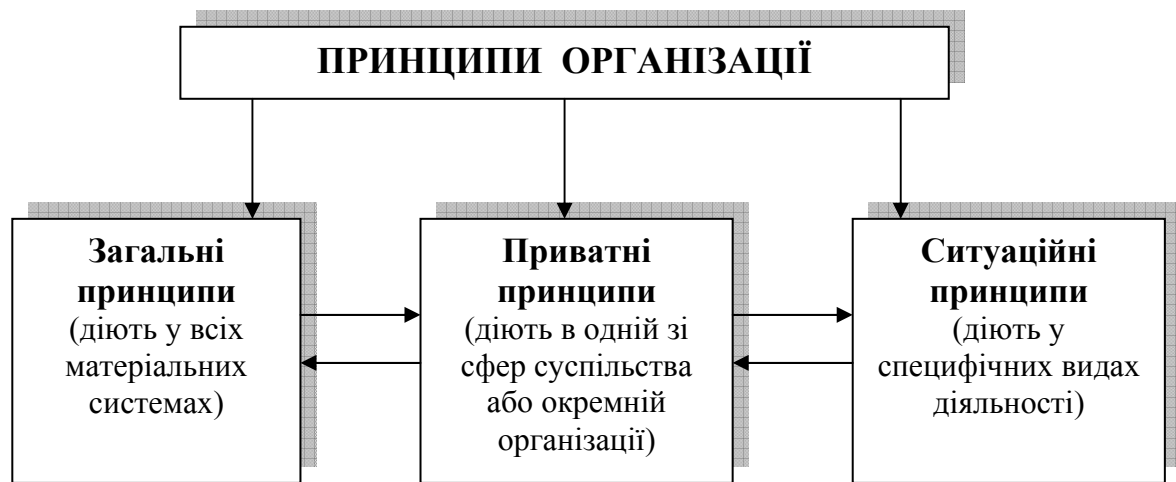 ПРИНЦИПИ ОРГАНІЗАЦІЇ
Загальні
принципи
(діють у всіх
матеріальних
системах)
Приватні
принципи
(діють в одній зі
сфер суспільства
або окремній
організації)
Ситуаційні
принципи
(діють у
специфічних видах
діяльності)